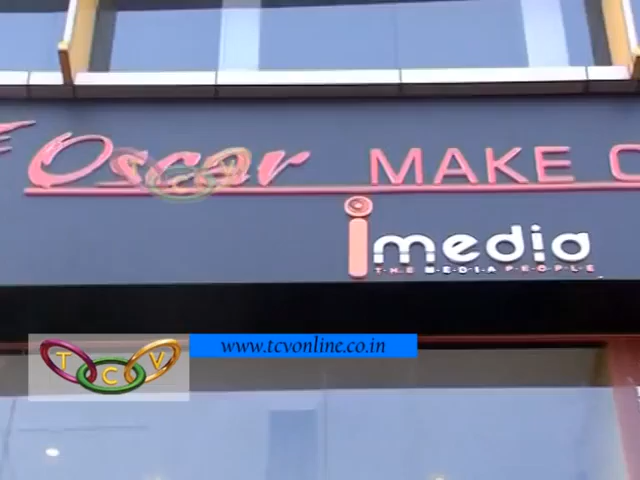 Oscar MAKE
imedia
THE MEDIA PEOPLE
www.tcvonline.co.in
TCV